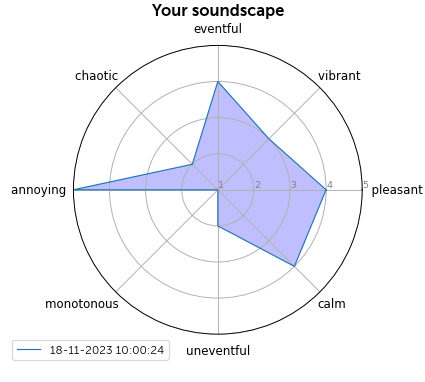 Your soundscape
eventful
chaotic
vibrant
annoying
1
2
3
4
5
pleasant
monotonous
calm
uneventful
18-11-2023 10:00:24